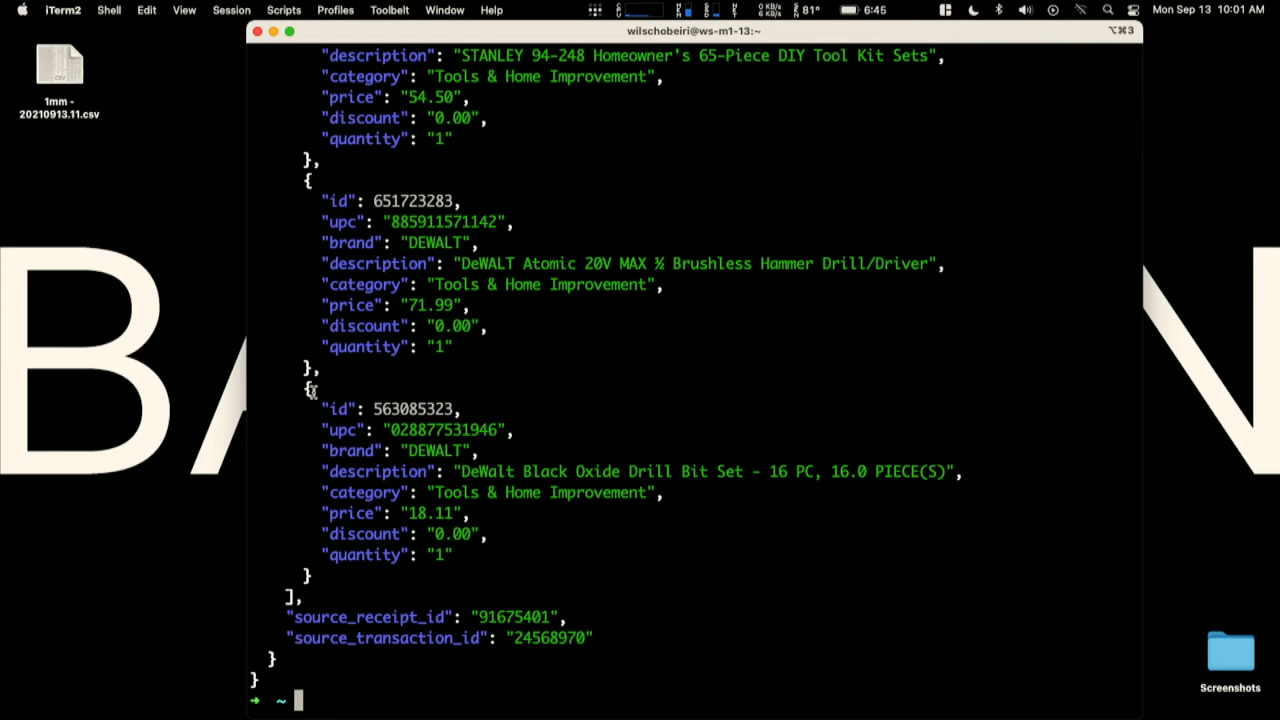 iTerm2 Shell Edit View Session Scripts Profiles Toolbelt Window Help 0 KB/s 6 KB/s 81° 6:45 Mon Sep 13 10:01 AM
wilschobeiri@ws-m1-13:~ ⌥⌘3
CSV
1mm -
20210913.11.csv
"description": "STANLEY 94-248 Homeowner's 65-Piece DIY Tool Kit Sets",
"category": "Tools & Home Improvement",
"price": "54.50",
"discount": "0.00",
"quantity": "1"
},
{
"id": 651723283,
"upc": "885911571142",
"brand": "DEWALT",
"description": "DeWALT Atomic 20V MAX ½ Brushless Hammer Drill/Driver",
"category": "Tools & Home Improvement",
"price": "71.99",
"discount": "0.00",
"quantity": "1"
},
{
"id": 563085323,
"upc": "028877531946",
"brand": "DEWALT",
"description": "DeWalt Black Oxide Drill Bit Set - 16 PC, 16.0 PIECE(S)",
"category": "Tools & Home Improvement",
"price": "18.11",
"discount": "0.00",
"quantity": "1"
}
],
"source_receipt_id": "91675401",
"source_transaction_id": "24568970"
}
}
➜ ~
Screenshots